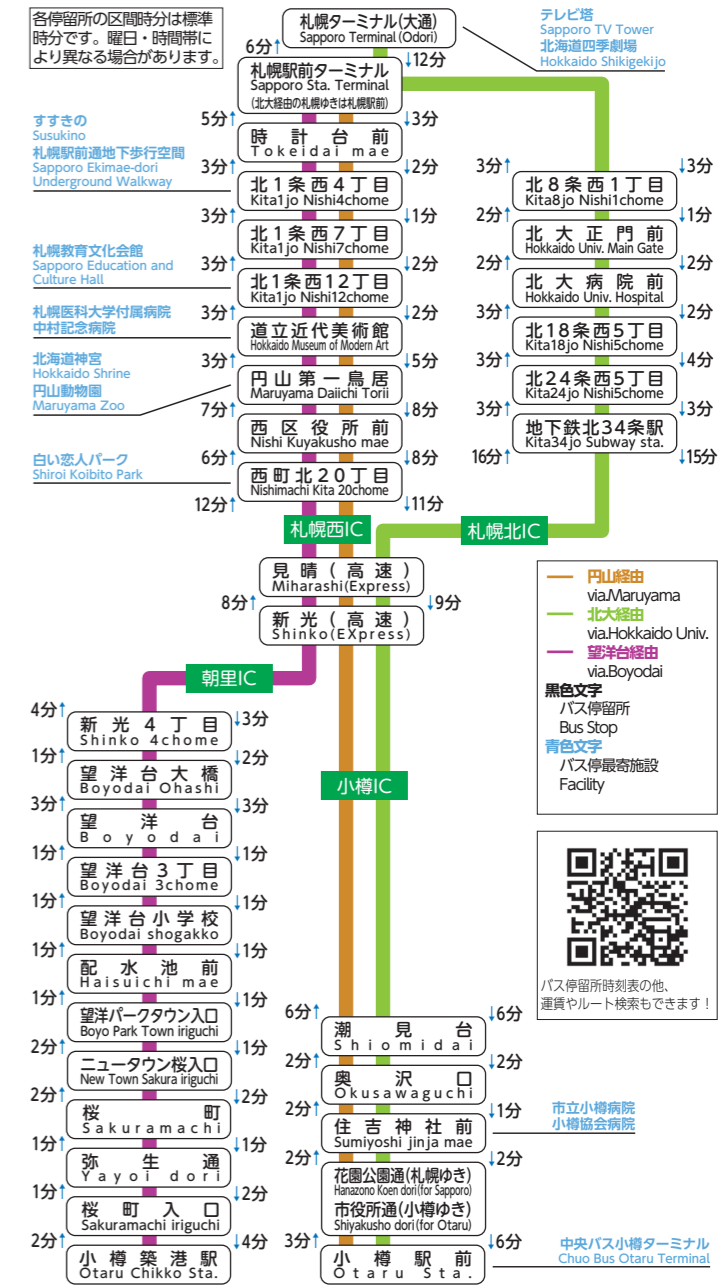 各停留所の区間時分は標準
時分です。曜日・時間帯に
より異なる場合があります。
札幌ターミナル(大通)
Sapporo Terminal (Odori)
テレビ塔
Sapporo TV Tower
北海道四季劇場
Hokkaido Shikigekijo
6分↑
↓12分
札幌駅前ターミナル
Sapporo Sta. Terminal
(北大経由の札幌ゆきは札幌駅前)
すすきの
Susukino
札幌駅前通地下歩行空間
Sapporo Ekimae-dori
Underground Walkway
5分↑
↓3分
時計台前
Tokeidai mae
3分↑
↓2分
北1条西4丁目
Kita1jo Nishi4chome
3分↑
↓1分
北1条西7丁目
Kita1jo Nishi7chome
札幌教育文化会館
Sapporo Education and
Culture Hall
3分↑
↓2分
北1条西12丁目
Kita1jo Nishi12chome
札幌医科大学付属病院
中村記念病院
3分↑
↓2分
道立近代美術館
Hokkaido Museum of Modern Art
北海道神宮
Hokkaido Shrine
円山動物園
Maruyama Zoo
3分↑
↓5分
円山第一鳥居
Maruyama Daiichi Torii
7分↑
↓8分
西区役所前
Nishi Kuyakusho mae
白い恋人パーク
Shiroi Koibito Park
6分↑
↓8分
西町北20丁目
Nishimachi Kita 20chome
12分↑
↓11分
3分↑
↓3分
北8条西1丁目
Kita8jo Nishi1chome
2分↑
↓1分
北大正門前
Hokkaido Univ. Main Gate
2分↑
↓2分
北大病院前
Hokkaido Univ. Hospital
3分↑
↓2分
北18条西5丁目
Kita18jo Nishi5chome
3分↑
↓4分
北24条西5丁目
Kita24jo Nishi5chome
3分↑
↓3分
地下鉄北34条駅
Kita34jo Subway sta.
16分↑
↓15分
札幌西IC
札幌北IC
見晴(高速)
Miharashi(Express)
8分↑
↓9分
新光(高速)
Shinko(EXpress)
円山経由
via.Maruyama
北大経由
via.Hokkaido Univ.
望洋台経由
via.Boyodai
黒色文字
バス停留所
Bus Stop
青色文字
バス停最寄施設
Facility
朝里IC
小樽IC
4分↑
↓3分
新光4丁目
Shinko 4chome
1分↑
↓2分
望洋台大橋
Boyodai Ohashi
3分↑
↓3分
望洋台
Boyodai
1分↑
↓1分
望洋台3丁目
Boyodai 3chome
1分↑
↓1分
望洋台小学校
Boyodai shogakko
1分↑
↓1分
配水池前
Haisuichi mae
1分↑
↓1分
望洋パークタウン入口
Boyo Park Town iriguchi
2分↑
↓1分
ニュータウン桜入口
New Town Sakura iriguchi
2分↑
↓2分
桜町
Sakuramachi
1分↑
↓1分
弥生通
Yayoi dori
1分↑
↓2分
桜町入口
Sakuramachi iriguchi
2分↑
↓4分
小樽築港駅
Otaru Chikko Sta.
バス停留所時刻表の他、
運賃やルート検索もできます！
6分↑
↓6分
潮見台
Shiomidai
2分↑
↓2分
奥沢口
Okusawaguchi
2分↑
↓1分
住吉神社前
Sumiyoshi jinja mae
市立小樽病院
小樽協会病院
2分↑
↓2分
花園公園通(札幌ゆき)
Hanazono Koen dori(for Sapporo)
市役所通(小樽ゆき)
Shiyakusho dori(for Otaru)
3分↑
↓6分
小樽駅前
Otaru Sta.
中央バス小樽ターミナル
Chuo Bus Otaru Terminal